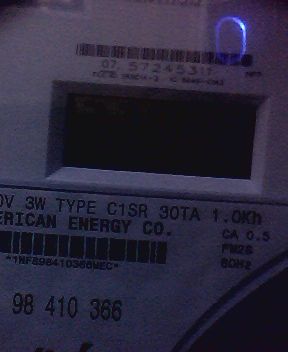 07 57245311
0V 3W TYPE C1SR 30TA 1.0Kh
ERICAN ENERGY CO.
CA 0.5
FM2S
60HZ
*1NF898410366MEC*
98 410 366